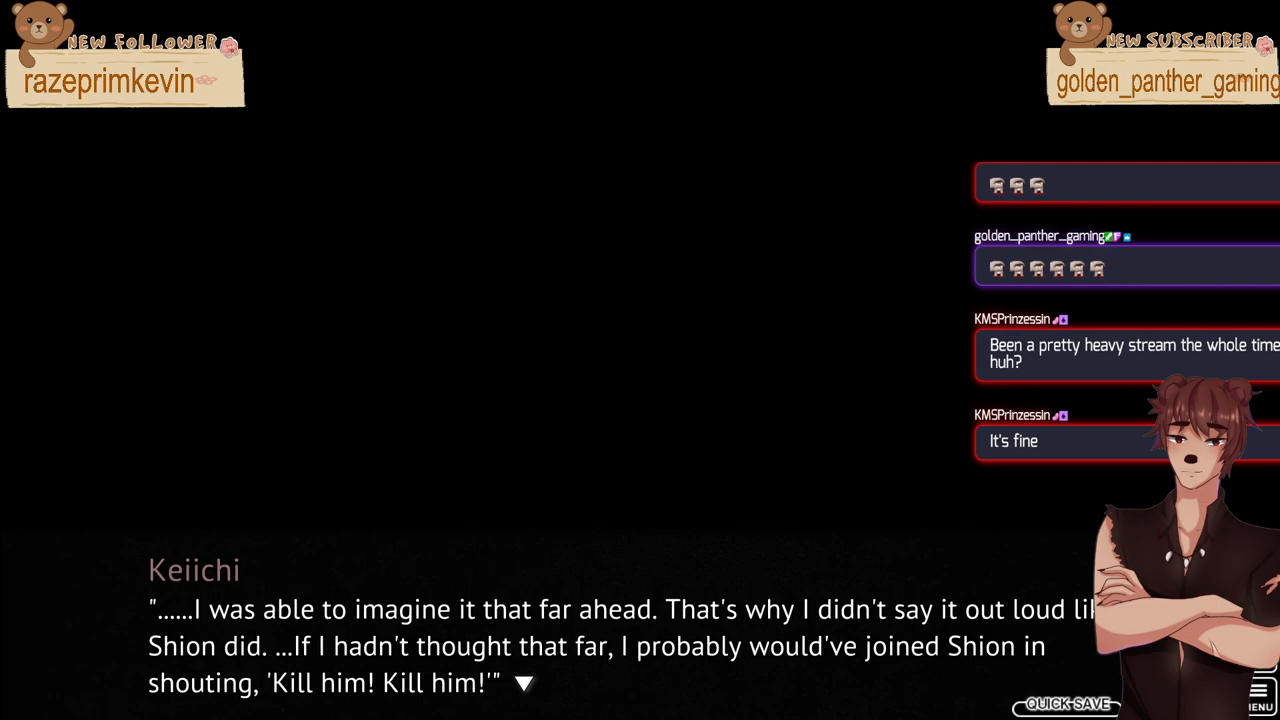 NEW FOLLOWER
razeprimkevin
NEW SUBSCRIBER
golden_panther_gaming
golden_panther_gaming
KMSPrinzessin
Been a pretty heavy stream the whole time
huh?
KMSPrinzessin
It's fine
Keiichi
"......I was able to imagine it that far ahead. That's why I didn't say it out loud
Shion did. ...If I hadn't thought that far, I probably would've joined Shion in
shouting, 'Kill him! Kill him!'"
QUICK SAVE
MENU